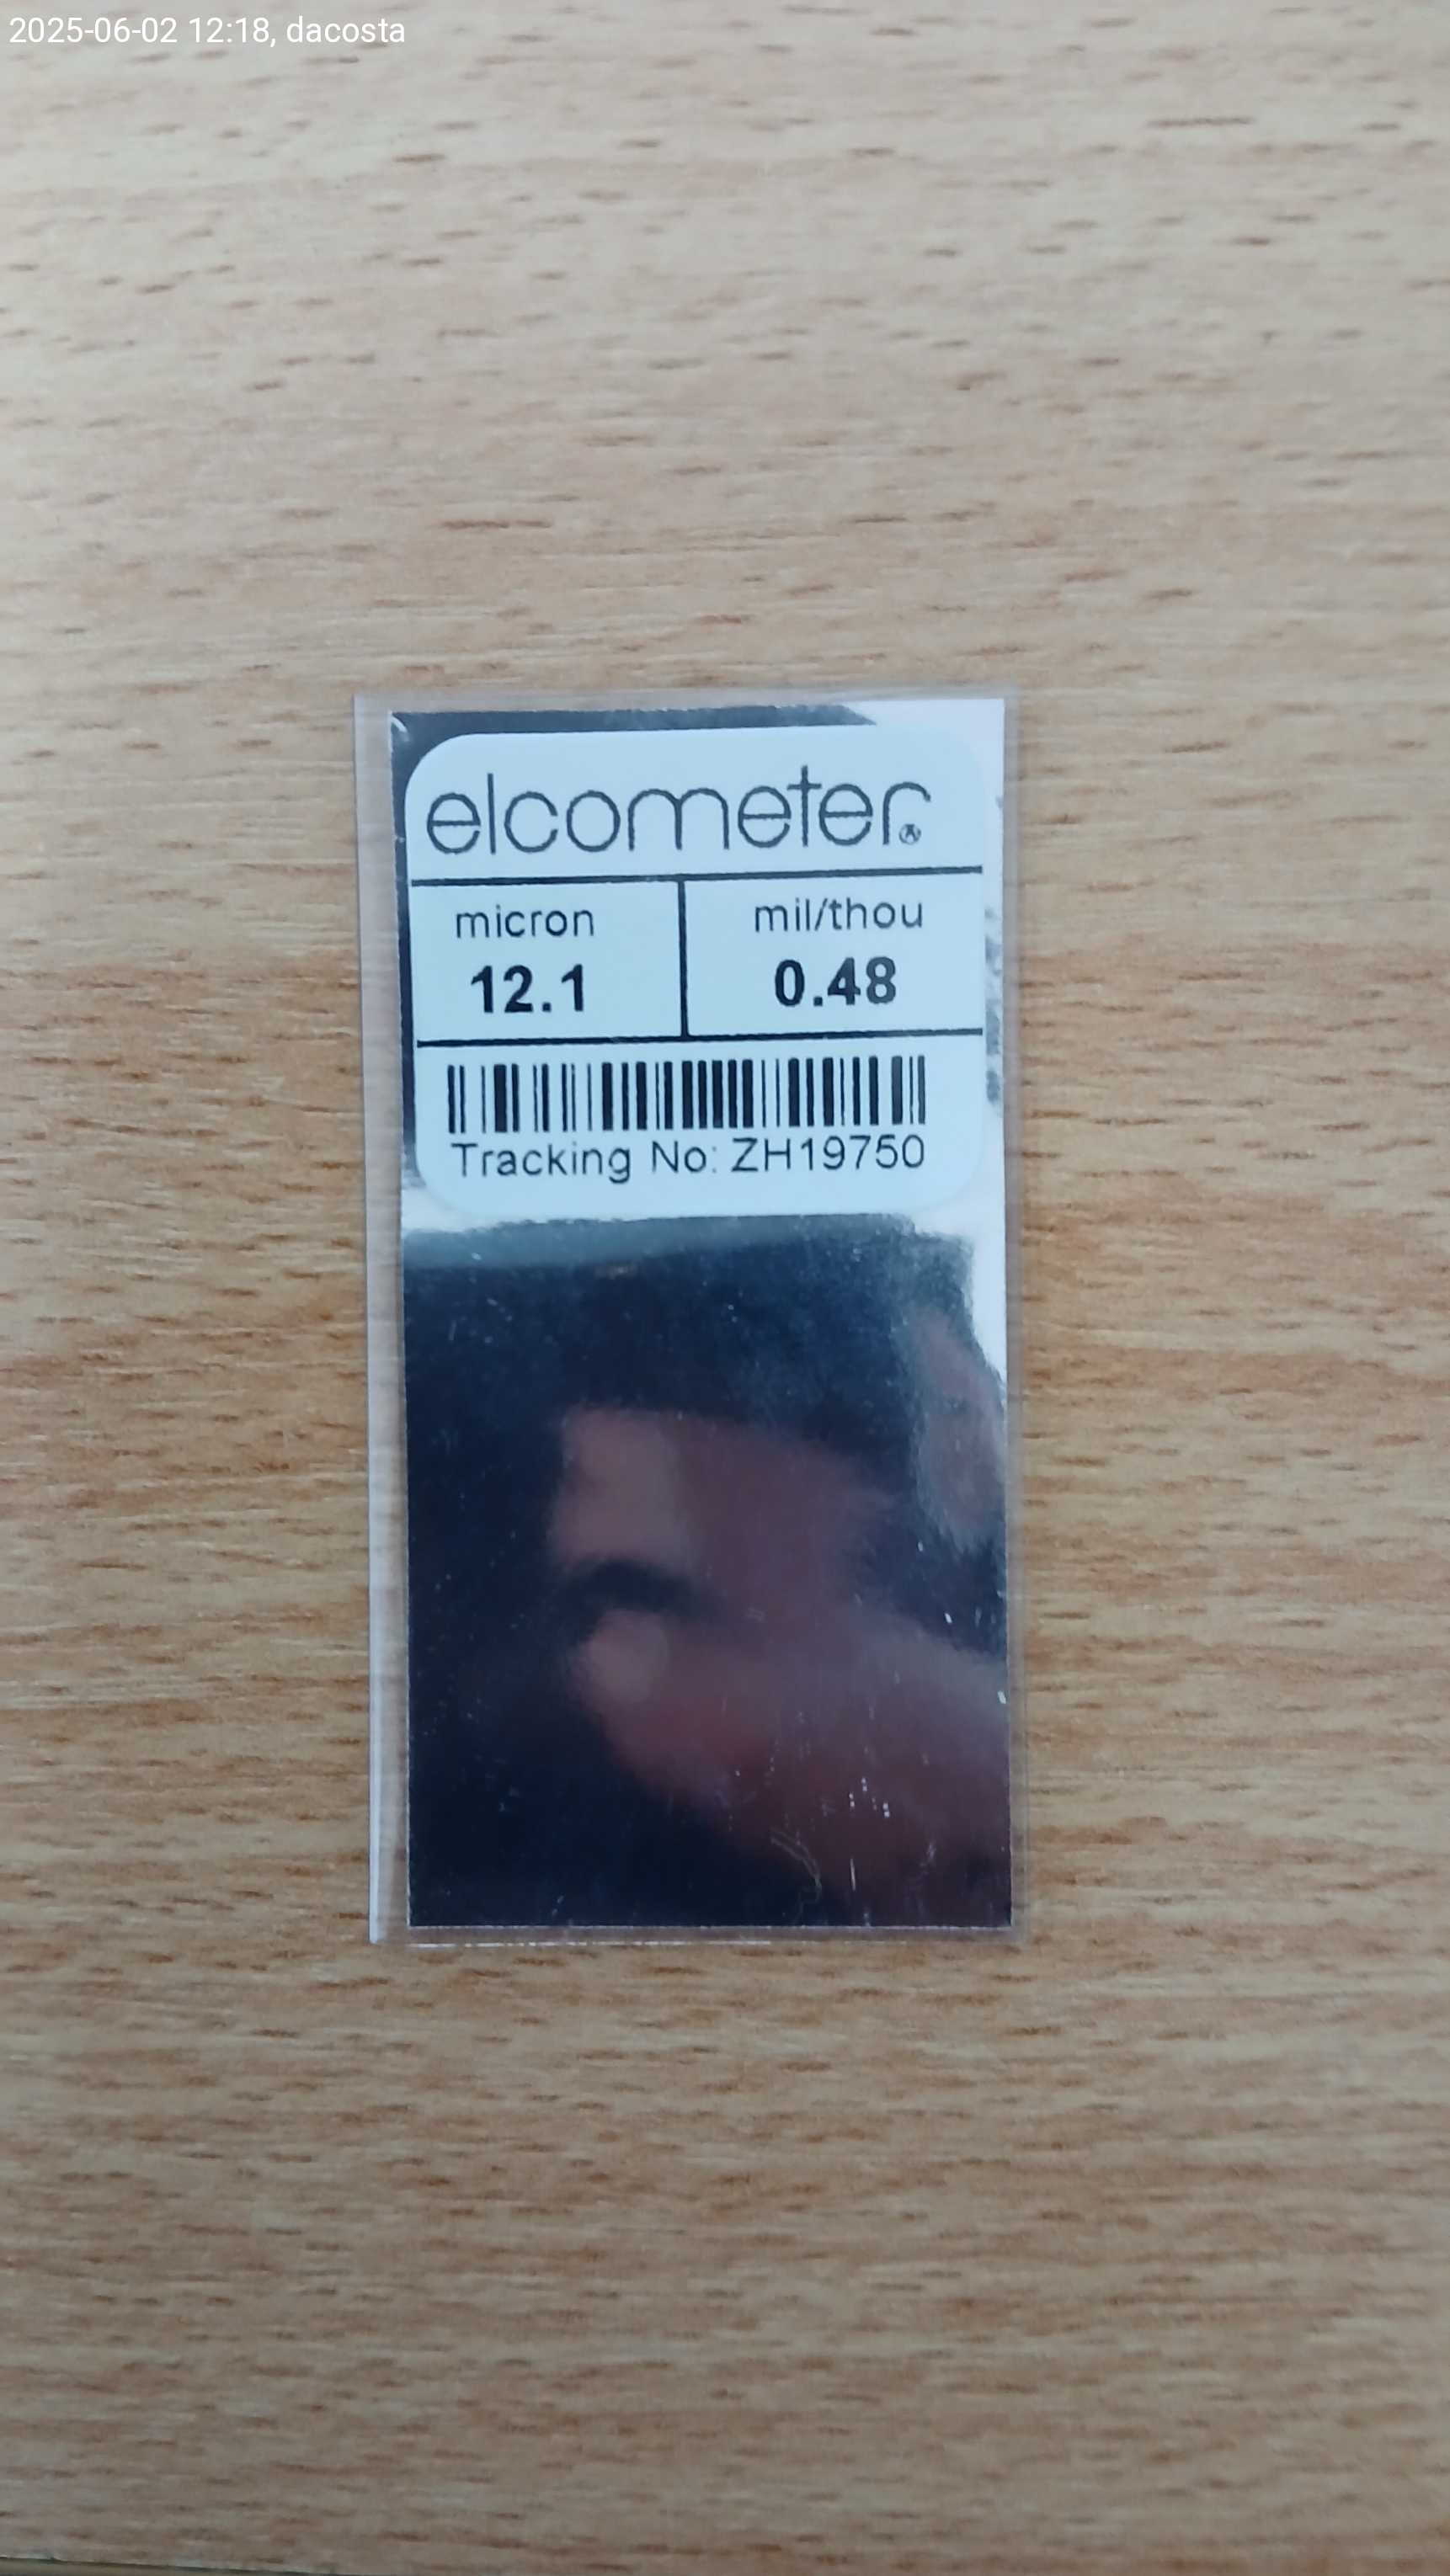 2025-06-02 12:18, dacosta
elcometer®
micron mil/thou
12.1 0.48
Tracking No: ZH19750